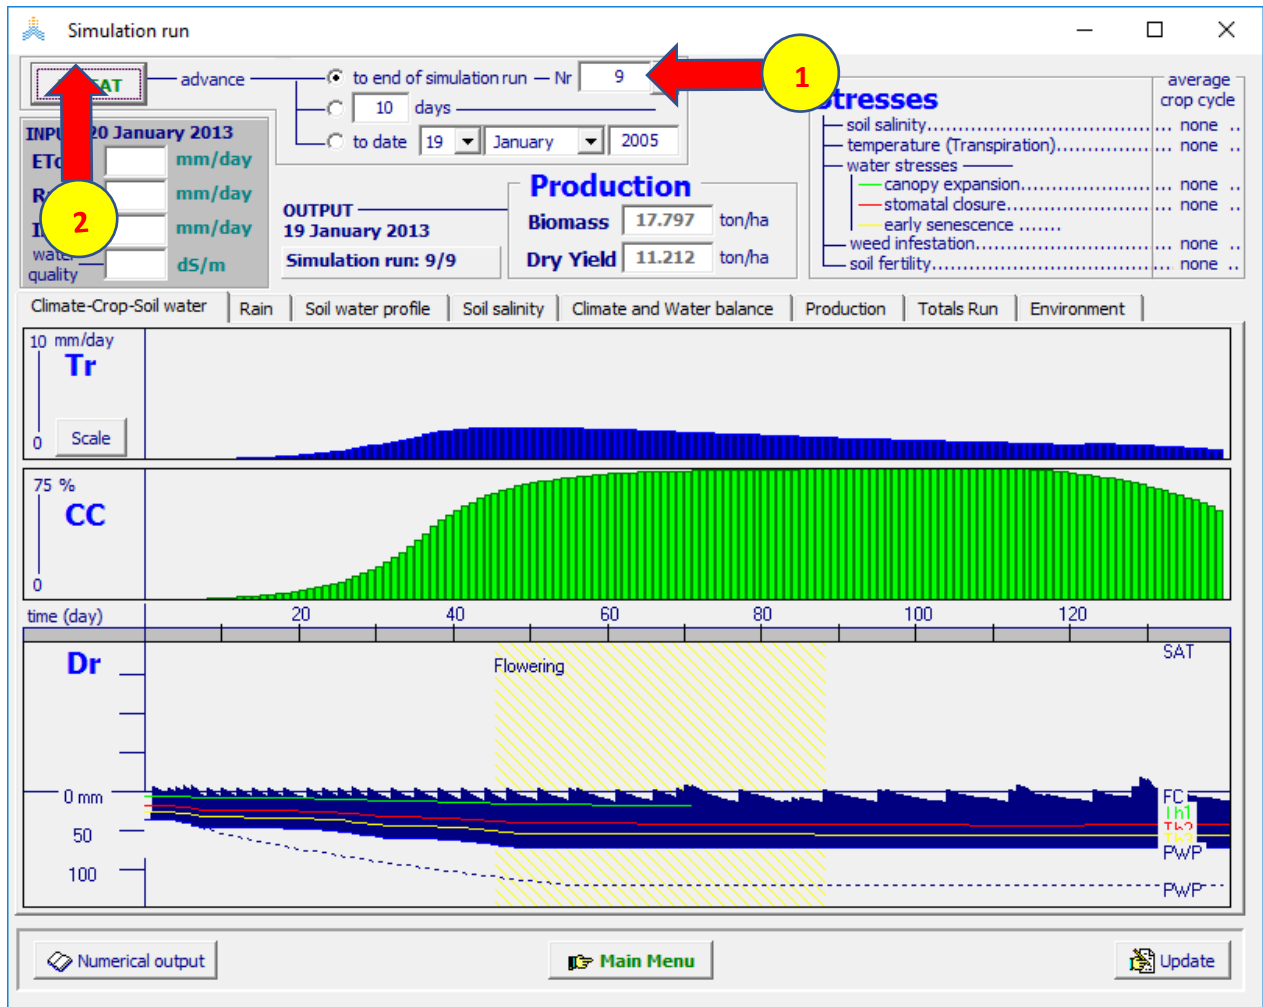 Simulation run
advance
to end of simulation run
Nr
9
1
10 days
to date 19 January 2005
INPUT 20 January 2013
mm/day
mm/day
mm/day
water
quality
dS/m
2
OUTPUT
19 January 2013
Simulation run: 9/9
Production
Biomass 17.797 ton/ha
Dry Yield 11.212 ton/ha
Stresses
average
crop cycle
soil salinity none
temperature (Transpiration) none
water stresses
canopy expansion none
stomatal closure none
early senescence
weed infestation none
soil fertility none
Climate-Crop-Soil water Rain Soil water profile Soil salinity Climate and Water balance Production Totals Run Environment
10 mm/day
Tr
0
Scale
75 %
CC
0
time (day) 20 40 60 80 100 120
Dr
Flowering
SAT
0 mm
FC
Th1
Th2
50
PWP
100
PWP
Numerical output
Main Menu
Update